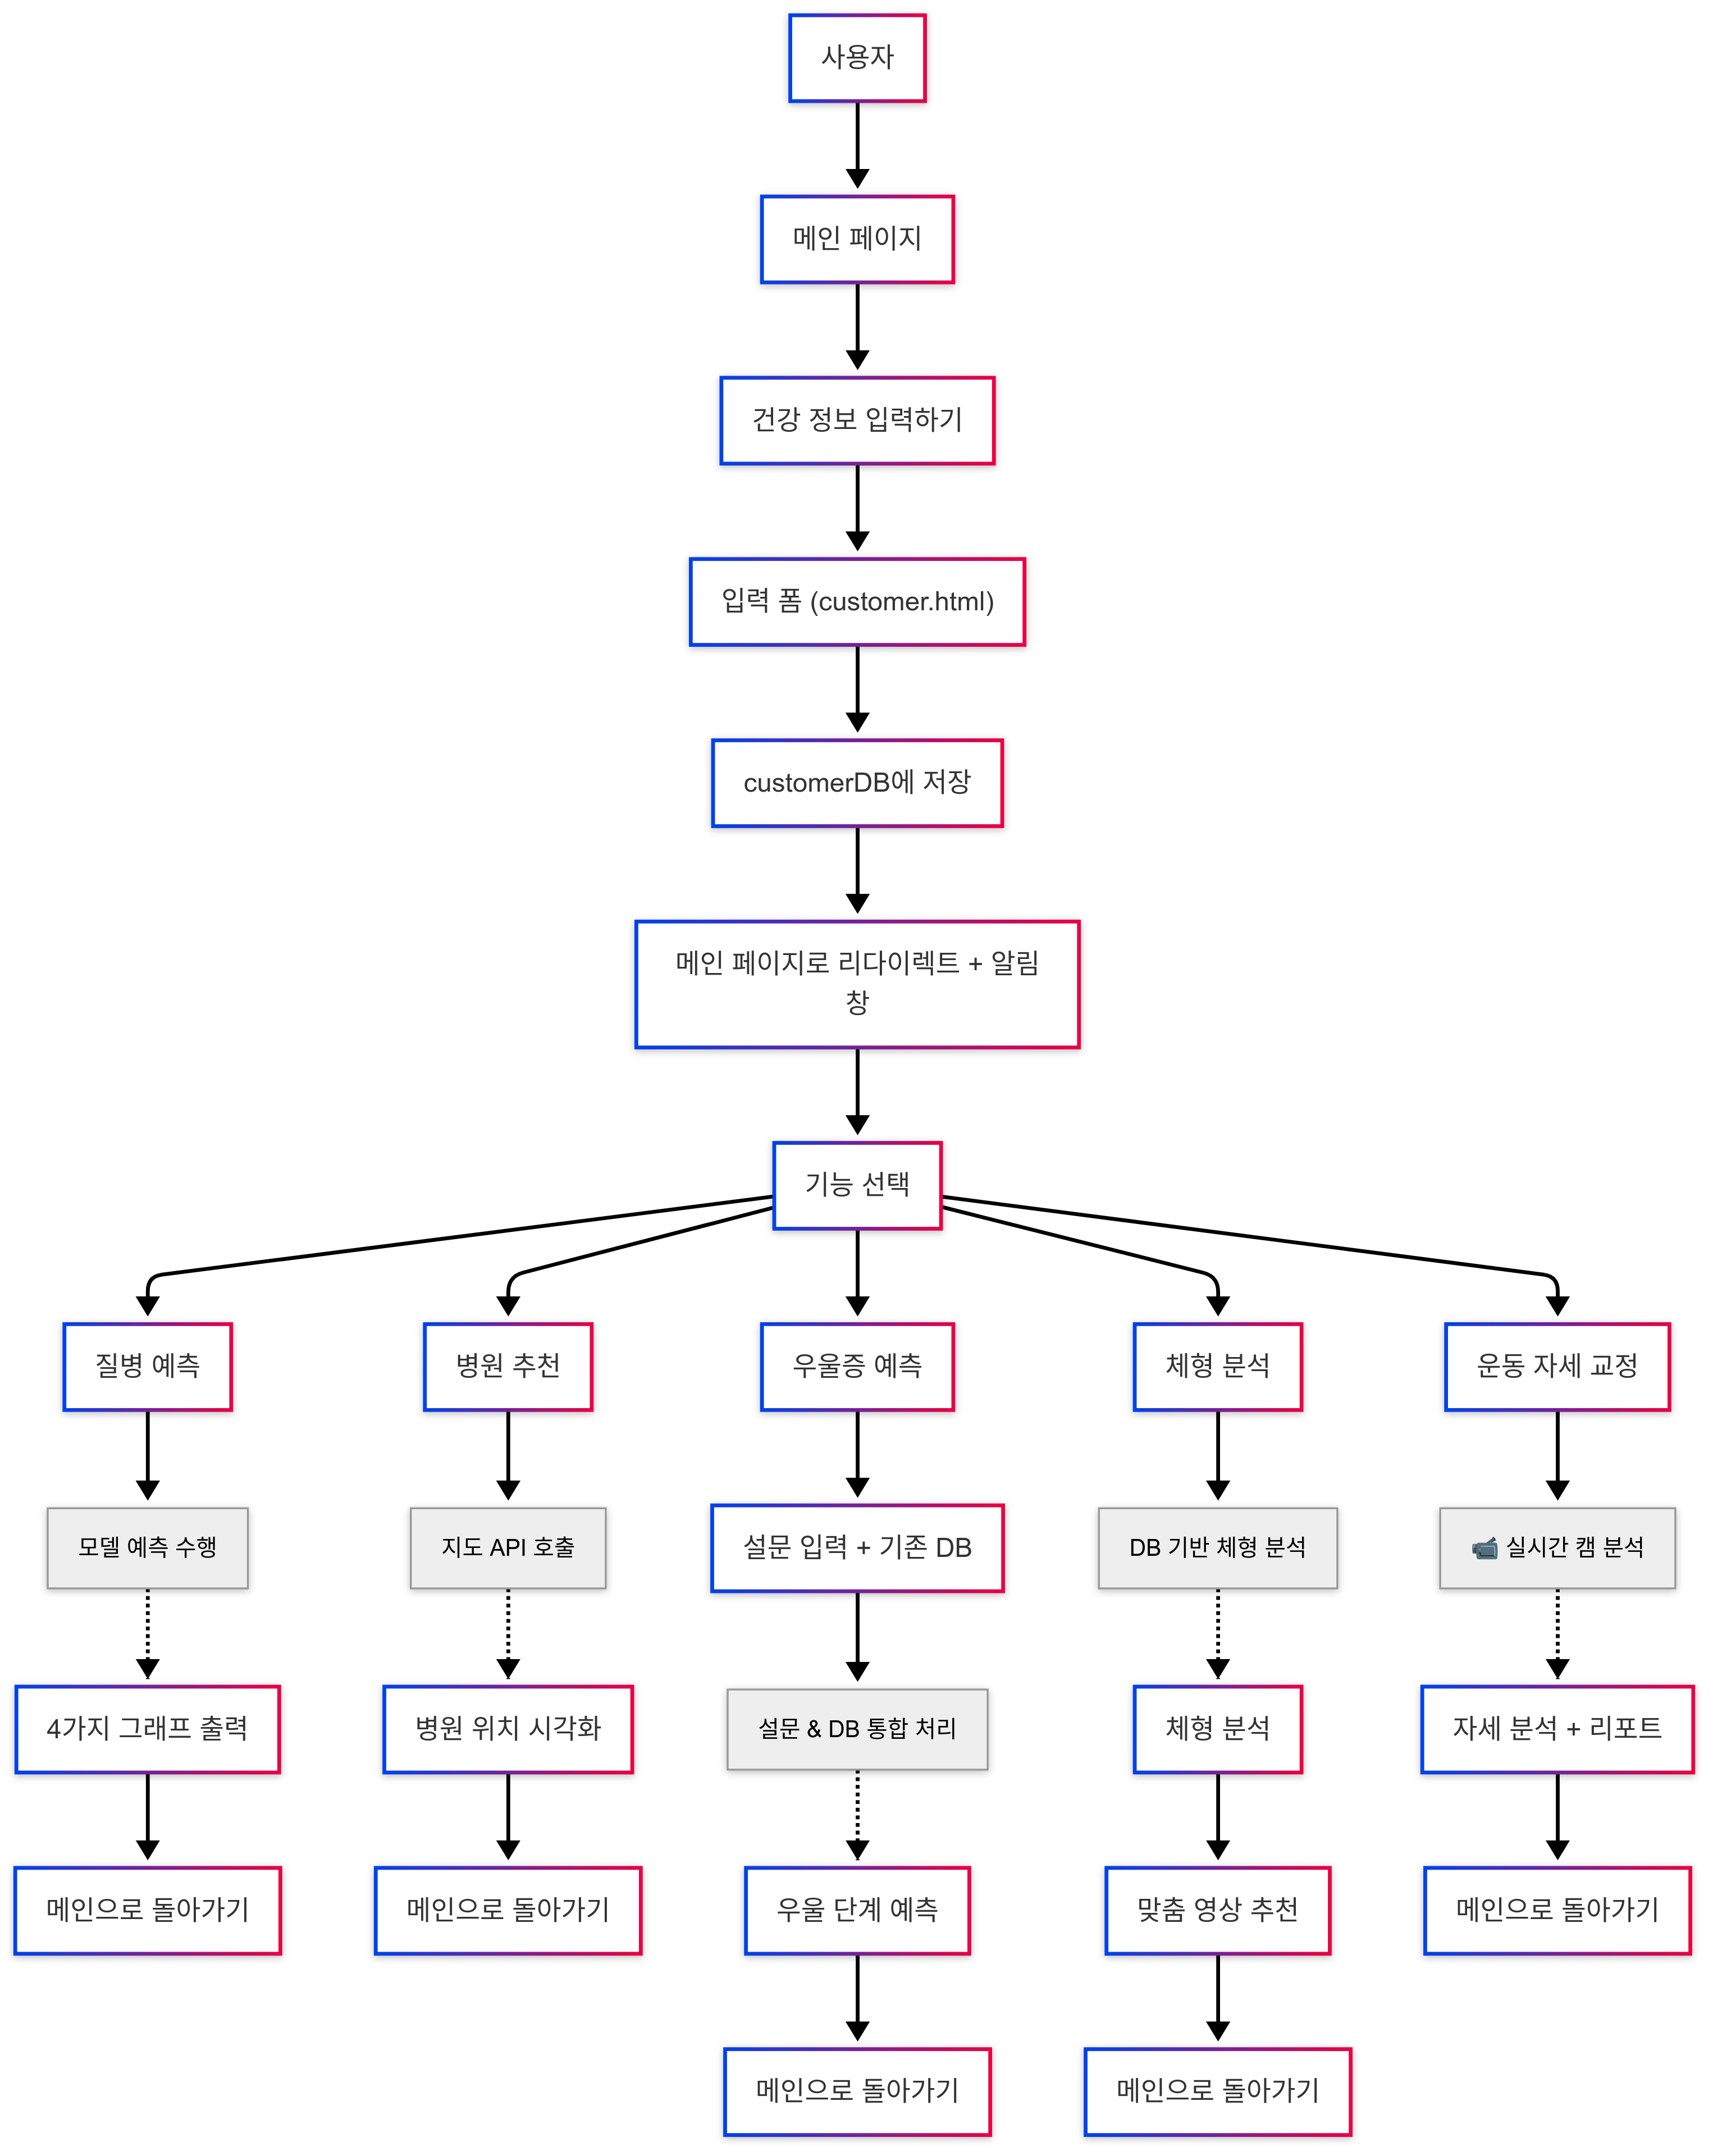 사용자
메인 페이지
건강 정보 입력하기
입력 폼 (customer.html)
customerDB에 저장
메인 페이지로 리다이렉트 + 알림
창
기능 선택
질병 예측
병원 추천
우울증 예측
체형 분석
운동 자세 교정
모델 예측 수행
지도 API 호출
설문 입력 + 기존 DB
DB 기반 체형 분석
📹 실시간 캠 분석
4가지 그래프 출력
병원 위치 시각화
설문 & DB 통합 처리
체형 분석
자세 분석 + 리포트
메인으로 돌아가기
메인으로 돌아가기
우울 단계 예측
맞춤 영상 추천
메인으로 돌아가기
메인으로 돌아가기
메인으로 돌아가기